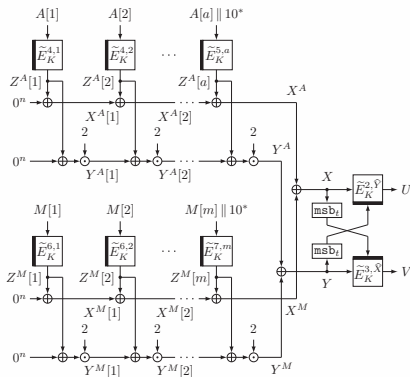 A[1] A[2] A[a] ∥ 10*
Ẽ_K^{4,1} Ẽ_K^{4,2} ⋯ Ẽ_K^{5,a}
Z^A[1] Z^A[2] Z^A[a] X^A
0^n X^A[1] X^A[2]
2 2 2 Y^A
0^n Y^A[1] Y^A[2]
X Ẽ_K^{2,Ŷ} U
msb_t
M[1] M[2] M[m] ∥ 10*
Ẽ_K^{6,1} Ẽ_K^{6,2} ⋯ Ẽ_K^{7,m}
msb_t
Y Ẽ_K^{3,X̂} V
Z^M[1] Z^M[2] Z^M[m]
0^n X^M[1] X^M[2] X^M
2 2 2
0^n Y^M[1] Y^M[2] Y^M